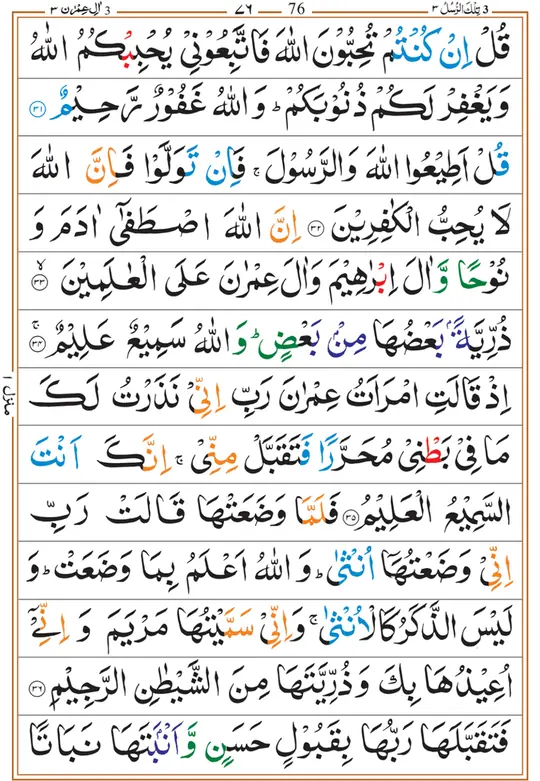 3 تِلْكَ الرُّسُلُ ٣ 76 ٧٦ 3 اٰلِ عِمْرٰن ٣
قُلْ اِنْ كُنْتُمْ تُحِبُّوْنَ اللّٰهَ فَاتَّبِعُوْنِيْ يُحْبِبْكُمُ اللّٰهُ
وَيَغْفِرْ لَكُمْ ذُنُوْبَكُمْ ؕ وَاللّٰهُ غَفُوْرٌ رَّحِيْمٌ ۝٣١
قُلْ اَطِيْعُوا اللّٰهَ وَالرَّسُوْلَ ۚ فَاِنْ تَوَلَّوْا فَاِنَّ اللّٰهَ
لَا يُحِبُّ الْكٰفِرِيْنَ ۝٣٢ اِنَّ اللّٰهَ اصْطَفٰۤى اٰدَمَ وَ
نُوْحًا وَّاٰلَ اِبْرٰهِيْمَ وَاٰلَ عِمْرٰنَ عَلَى الْعٰلَمِيْنَ ۙ۝٣٣
ذُرِّيَّةًۢ بَعْضُهَا مِنْۢ بَعْضٍ ؕ وَاللّٰهُ سَمِيْعٌ عَلِيْمٌ ۚ۝٣٤
اِذْ قَالَتِ امْرَاَتُ عِمْرٰنَ رَبِّ اِنِّيْ نَذَرْتُ لَكَ
مَا فِيْ بَطْنِيْ مُحَرَّرًا فَتَقَبَّلْ مِنِّيْ ۚ اِنَّكَ اَنْتَ
السَّمِيْعُ الْعَلِيْمُ ۝٣٥ فَلَمَّا وَضَعَتْهَا قَالَتْ رَبِّ
اِنِّيْ وَضَعْتُهَاۤ اُنْثٰى ؕ وَاللّٰهُ اَعْلَمُ بِمَا وَضَعَتْ ؕ وَ
لَيْسَ الذَّكَرُ كَالْاُنْثٰى ۚ وَاِنِّيْ سَمَّيْتُهَا مَرْيَمَ وَ اِنِّيْۤ
اُعِيْذُهَا بِكَ وَذُرِّيَّتَهَا مِنَ الشَّيْطٰنِ الرَّجِيْمِ ۝٣٦
فَتَقَبَّلَهَا رَبُّهَا بِقَبُوْلٍ حَسَنٍ وَّاَنْۢبَتَهَا نَبَاتًا
منزل ١